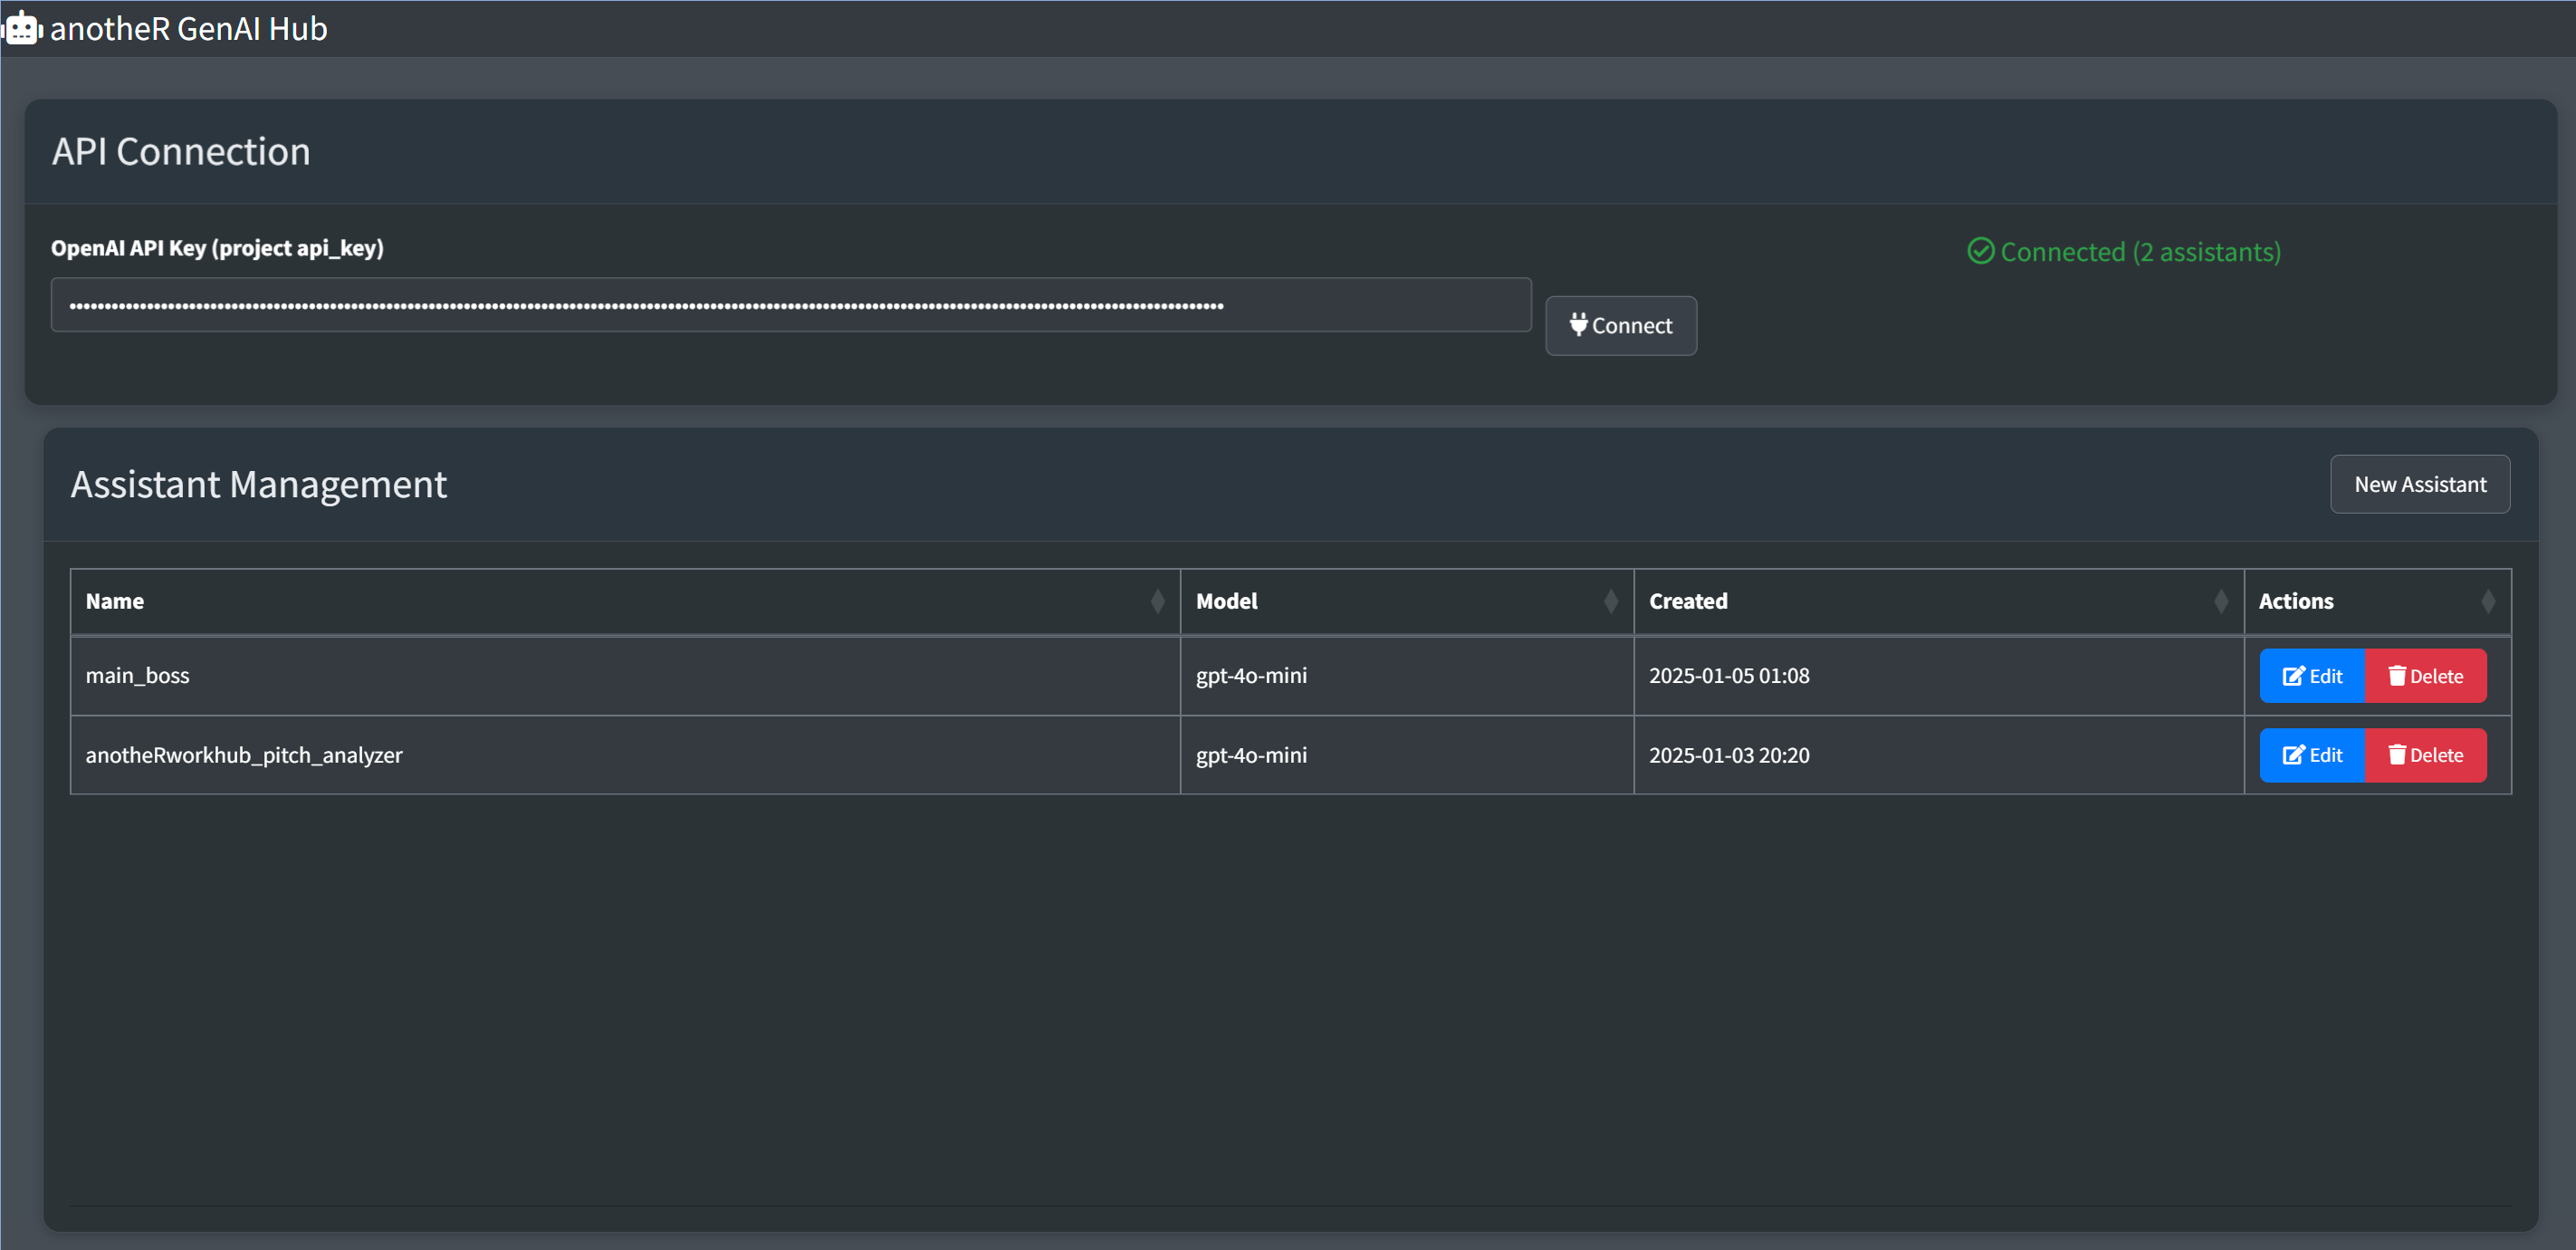 anotheR GenAI Hub
API Connection
OpenAI API Key (project api_key)
Connected (2 assistants)
Connect
Assistant Management
New Assistant
Name Model Created Actions
main_boss gpt-4o-mini 2025-01-05 01:08 Edit Delete
anotheRworkhub_pitch_analyzer gpt-4o-mini 2025-01-03 20:20 Edit Delete